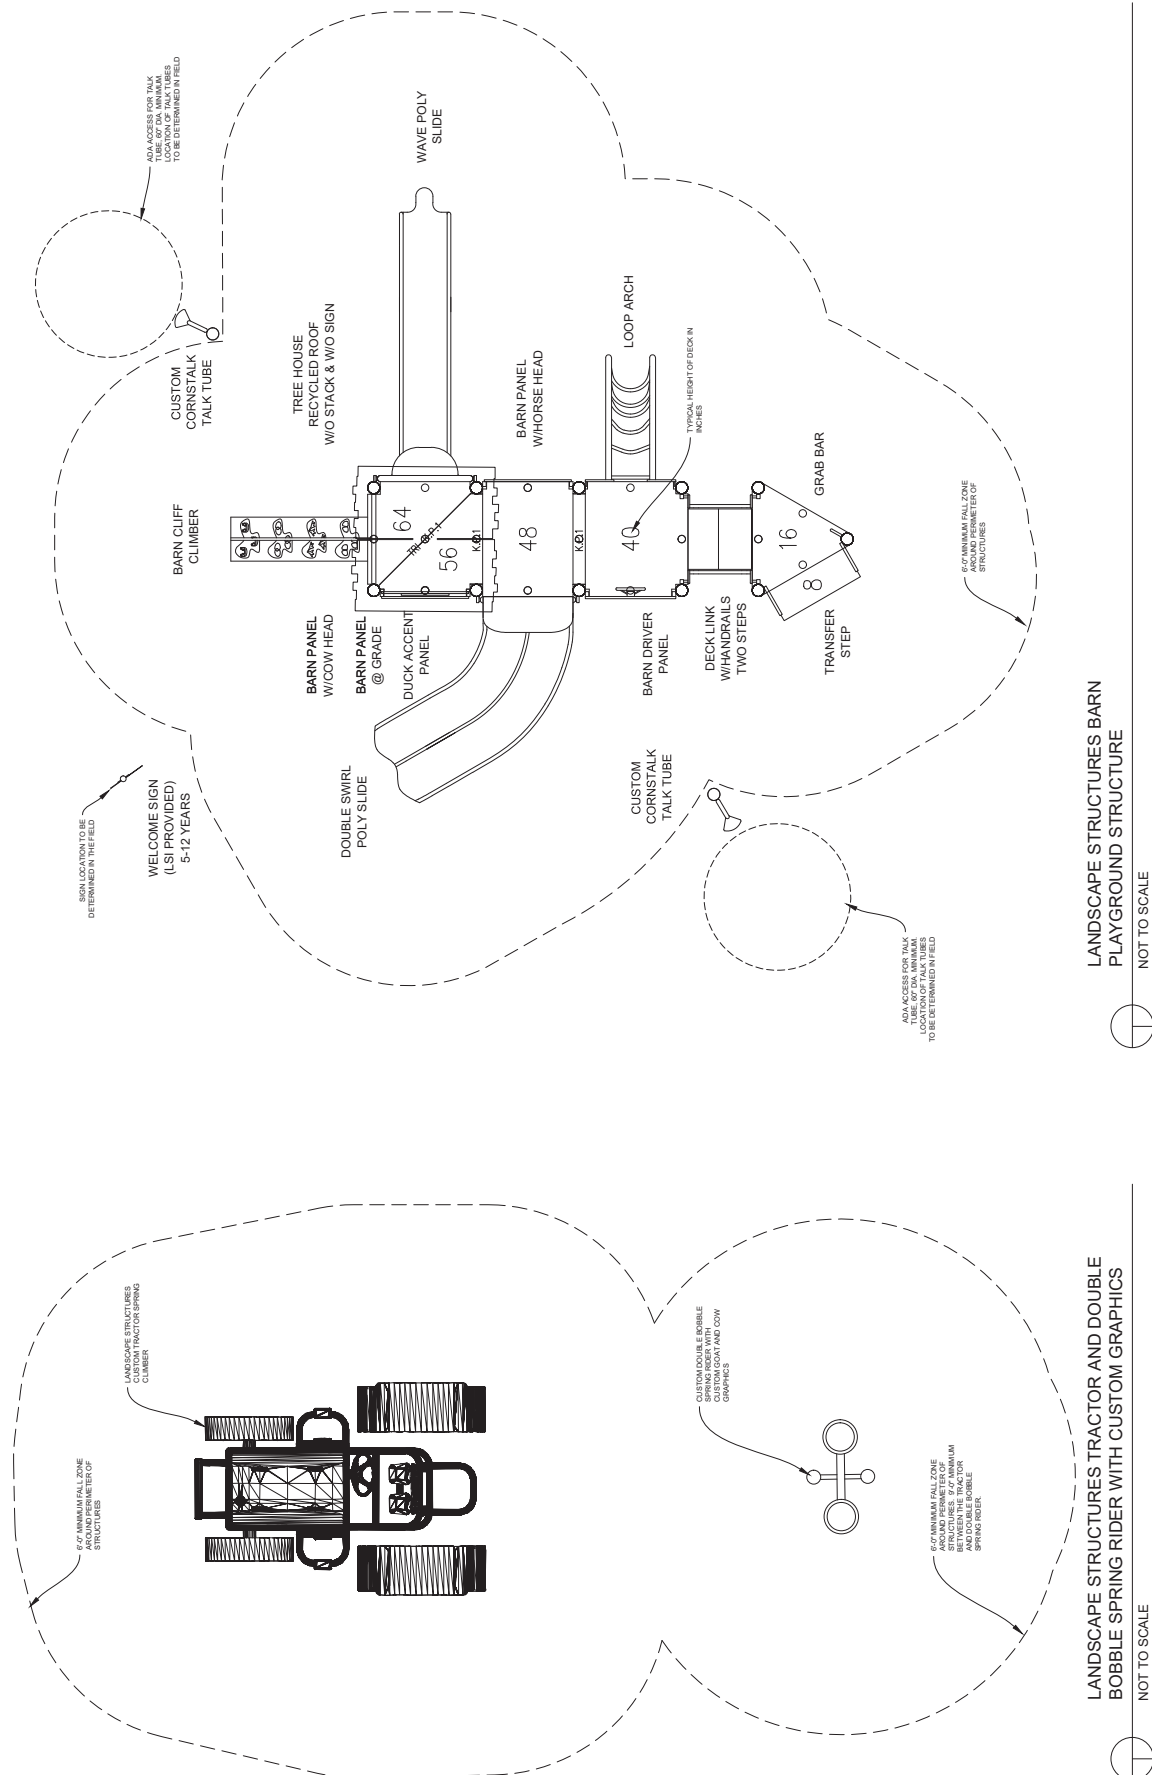 ADA ACCESS FOR TALK
TUBE, 60" DIA. MINIMUM.
LOCATION OF TALK TUBES
TO BE DETERMINED IN FIELD
WAVE POLY
SLIDE
CUSTOM
CORNSTALK
TALK TUBE
TREE HOUSE
RECYCLED ROOF
W/O STACK & W/O SIGN
BARN PANEL
W/HORSE HEAD
LOOP ARCH
TYPICAL HEIGHT OF DECK IN
INCHES
GRAB BAR
BARN CLIFF
CLIMBER
64
56
48
40
16
8
6'-0" MINIMUM FALL ZONE
AROUND PERIMETER OF
STRUCTURES
BARN PANEL
W/COW HEAD
BARN PANEL
@ GRADE
DUCK ACCENT
PANEL
BARN DRIVER
PANEL
DECK LINK
W/HANDRAILS
TWO STEPS
TRANSFER
STEP
SIGN LOCATION TO BE
DETERMINED IN THE FIELD
WELCOME SIGN
(LSI PROVIDED)
5-12 YEARS
DOUBLE SWIRL
POLY SLIDE
CUSTOM
CORNSTALK
TALK TUBE
ADA ACCESS FOR TALK
TUBE, 60" DIA. MINIMUM.
LOCATION OF TALK TUBES
TO BE DETERMINED IN FIELD
LANDSCAPE STRUCTURES BARN
PLAYGROUND STRUCTURE
NOT TO SCALE
LANDSCAPE STRUCTURES
CUSTOM TRACTOR SPRING
CLIMBER
6'-0" MINIMUM FALL ZONE
AROUND PERIMETER OF
STRUCTURES
CUSTOM DOUBLE BOBBLE
SPRING RIDER WITH
CUSTOM GOAT AND COW
GRAPHICS
6'-0" MINIMUM FALL ZONE
AROUND PERIMETER OF
STRUCTURES. 9'-0" MINIMUM
BETWEEN THE TRACTOR
AND DOUBLE BOBBLE
SPRING RIDER.
LANDSCAPE STRUCTURES TRACTOR AND DOUBLE
BOBBLE SPRING RIDER WITH CUSTOM GRAPHICS
NOT TO SCALE